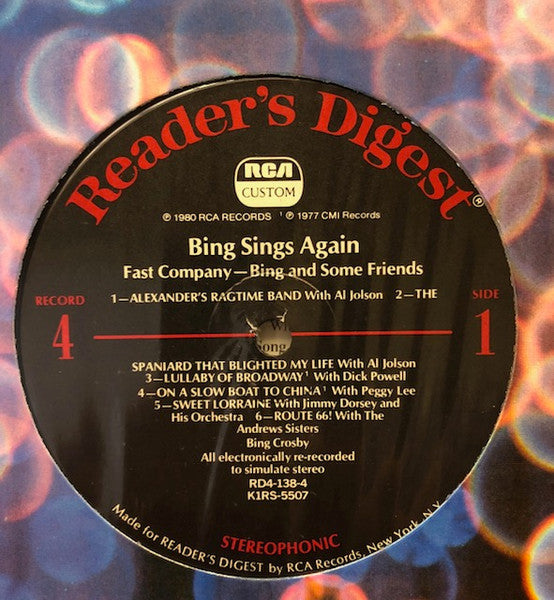 Reader's Digest®
RCA
CUSTOM
℗ 1980 RCA RECORDS ¹ ℗ 1977 CMI Records
Bing Sings Again
Fast Company—Bing and Some Friends
RECORD
4
SIDE
1
1—ALEXANDER'S RAGTIME BAND With Al Jolson 2—THE
Song
SPANIARD THAT BLIGHTED MY LIFE With Al Jolson
3—LULLABY OF BROADWAY¹ With Dick Powell
4—ON A SLOW BOAT TO CHINA¹ With Peggy Lee
5—SWEET LORRAINE With Jimmy Dorsey and
His Orchestra 6—ROUTE 66! With The
Andrews Sisters
Bing Crosby
All electronically re-recorded
to simulate stereo
RD4-138-4
K1RS-5507
STEREOPHONIC
Made for READER'S DIGEST by RCA Records, New York, N.Y.